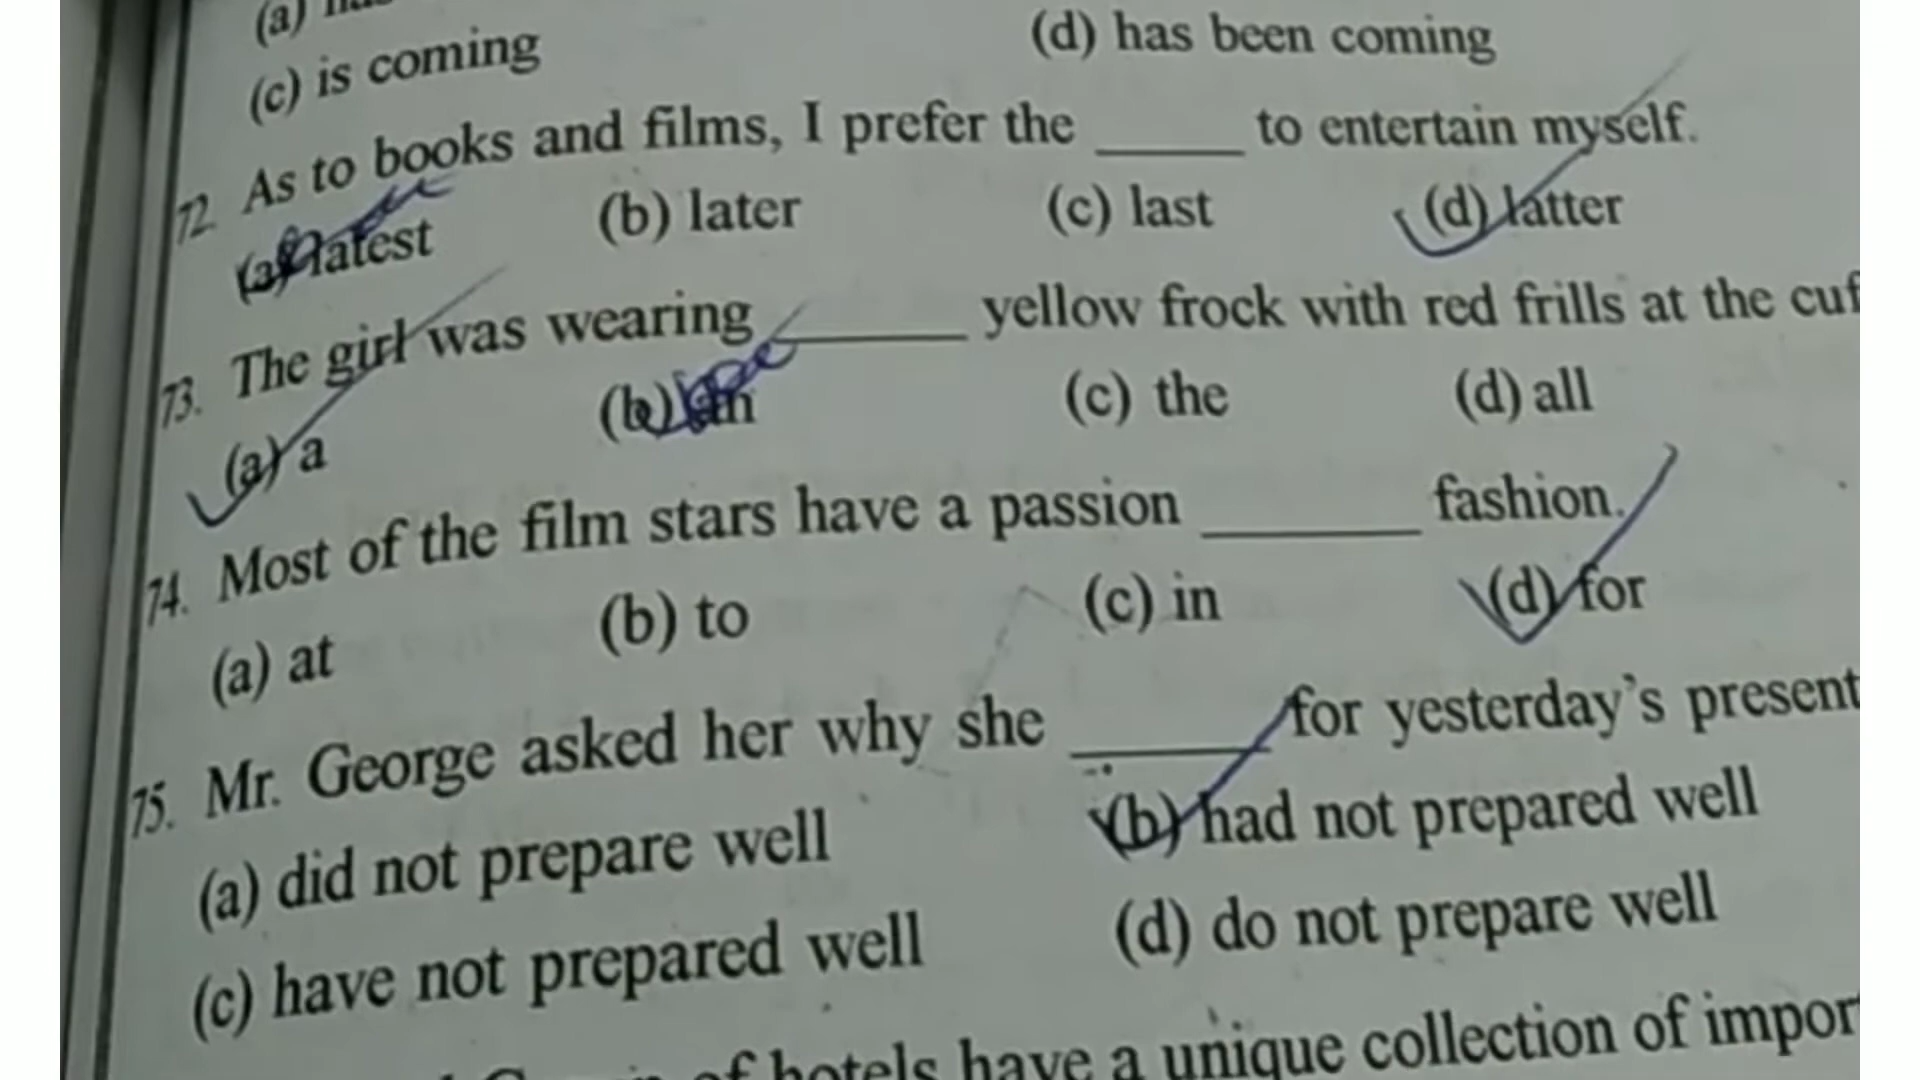 (a)
(c) is coming (d) has been coming
72. As to books and films, I prefer the _____ to entertain myself.
(a) latest (b) later (c) last (d) latter
73. The girl was wearing ______ yellow frock with red frills at the cuf
(a) a (b) an (c) the (d) all
74. Most of the film stars have a passion _______ fashion.
(a) at (b) to (c) in (d) for
75. Mr. George asked her why she ______ for yesterday's present
(a) did not prepare well (b) had not prepared well
(c) have not prepared well (d) do not prepare well
of hotels have a unique collection of impor